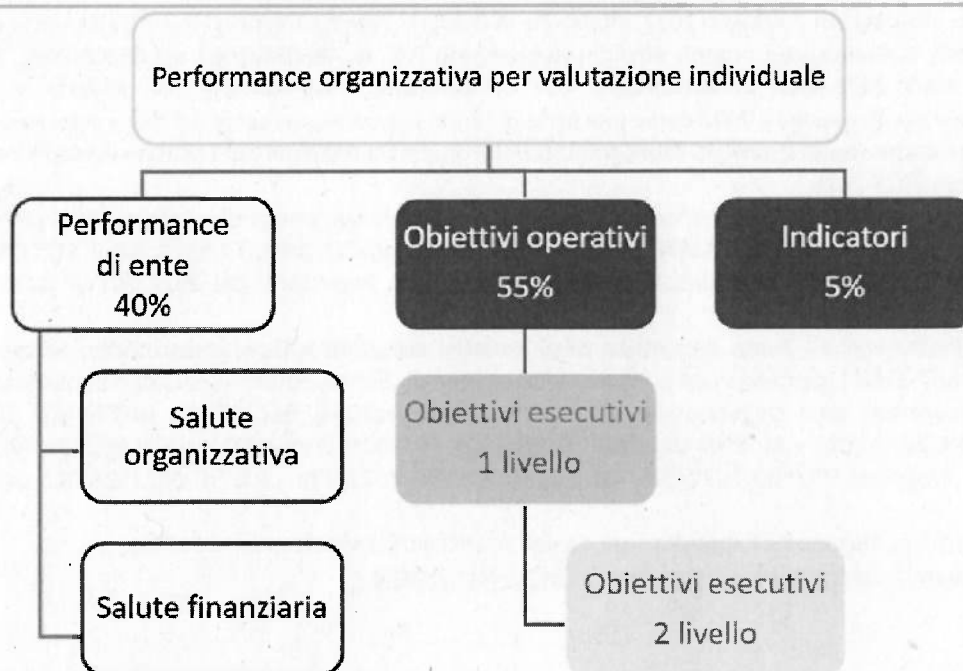 Performance organizzativa per valutazione individuale
Performance
di ente
40%
Obiettivi operativi
55%
Indicatori
5%
Salute
organizzativa
Obiettivi esecutivi
1 livello
Salute finanziaria
Obiettivi esecutivi
2 livello